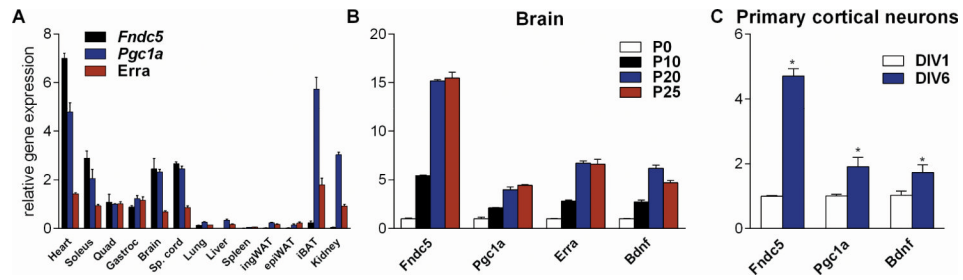 A
B
Brain
C
Primary cortical neurons
relative gene expression
8
6
4
2
0
Fndc5
Pgc1a
Erra
Heart
Soleus
Quad
Gastroc
Brain
Sp. cord
Lung
Liver
Spleen
ingWAT
epiWAT
iBAT
Kidney
20
15
10
5
0
P0
P10
P20
P25
Fndc5
Pgc1a
Erra
Bdnf
6
4
2
0
DIV1
DIV6
*
*
*
Fndc5
Pgc1a
Bdnf